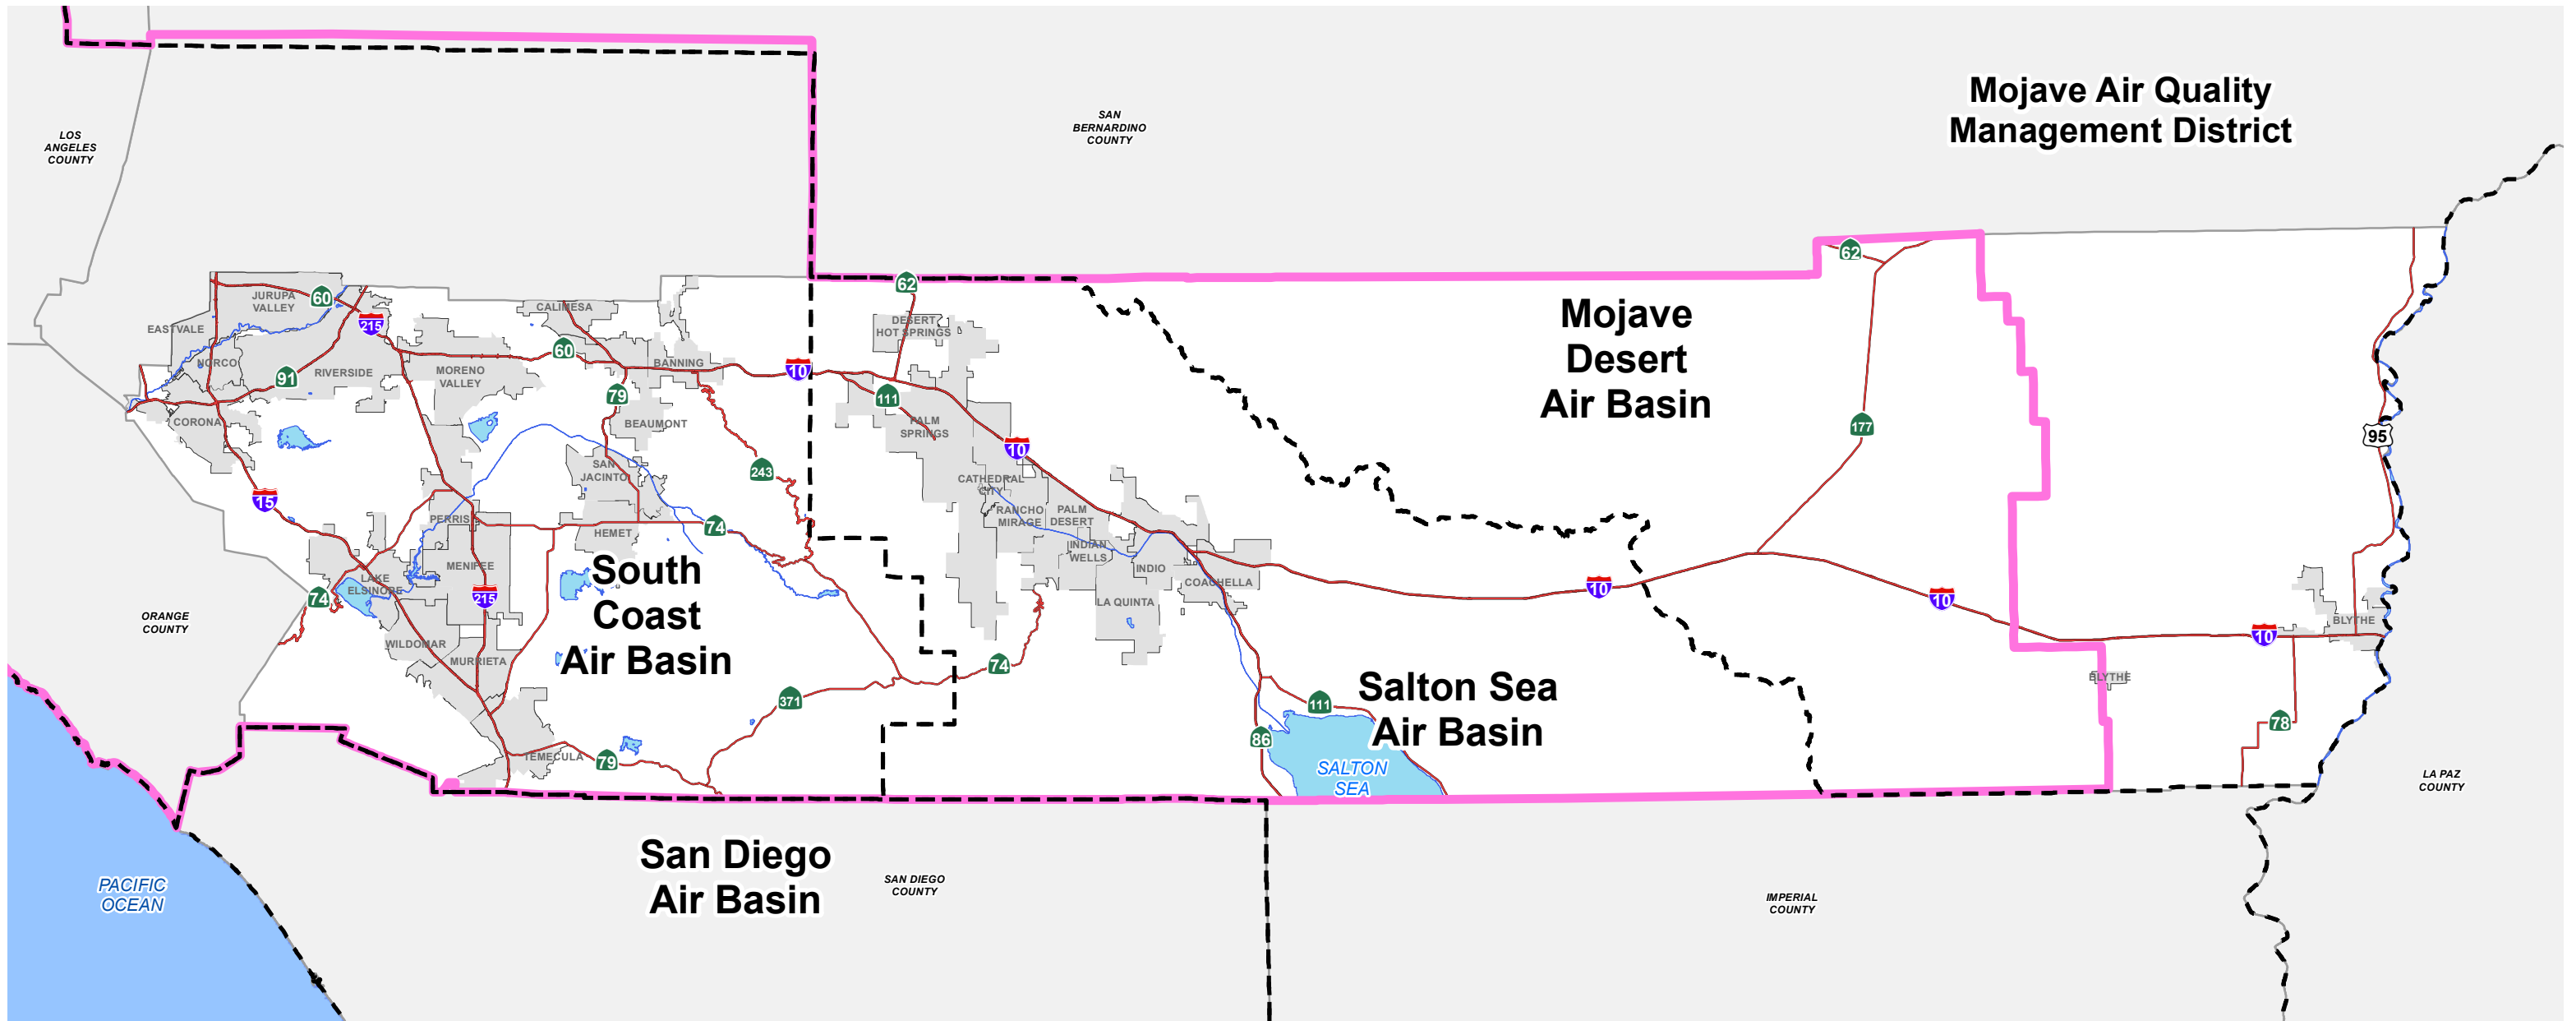 Mojave Air Quality
Management District
LOS
ANGELES
COUNTY
SAN
BERNARDINO
COUNTY
62
62
JURUPA
VALLEY
60
215
EASTVALE
CALIMESA
DESERT
HOT SPRINGS
Mojave
Desert
Air Basin
NORCO
91
RIVERSIDE
MORENO
VALLEY
60
BANNING
10
79
111
CORONA
BEAUMONT
PALM
SPRINGS
10
177
95
15
SAN
JACINTO
243
CATHEDRAL
CITY
RANCHO
MIRAGE
PALM
DESERT
PERRIS
HEMET
74
INDIAN
WELLS
INDIO
COACHELLA
LA QUINTA
MENIFEE
LAKE
ELSINORE
74
215
South
Coast
Air Basin
10
10
10
BLYTHE
ORANGE
COUNTY
WILDOMAR
MURRIETA
74
371
Salton Sea
Air Basin
111
86
BLYTHE
78
TEMECULA
79
SALTON
SEA
LA PAZ
COUNTY
San Diego
Air Basin
SAN DIEGO
COUNTY
IMPERIAL
COUNTY
PACIFIC
OCEAN